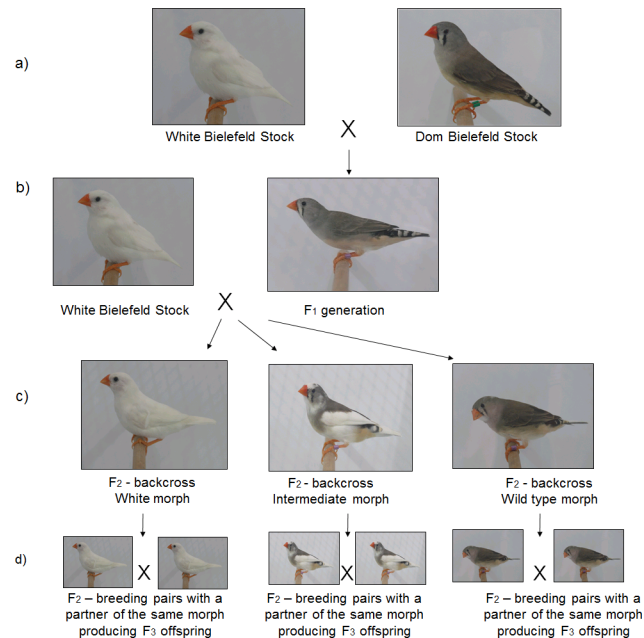 a)
White Bielefeld Stock
X
Dom Bielefeld Stock
b)
White Bielefeld Stock
X
F1 generation
c)
F2 - backcross
White morph
F2 - backcross
Intermediate morph
F2 - backcross
Wild type morph
d)
X
X
X
F2 – breeding pairs with a
partner of the same morph
producing F3 offspring
F2 – breeding pairs with a
partner of the same morph
producing F3 offspring
F2 – breeding pairs with a
partner of the same morph
producing F3 offspring